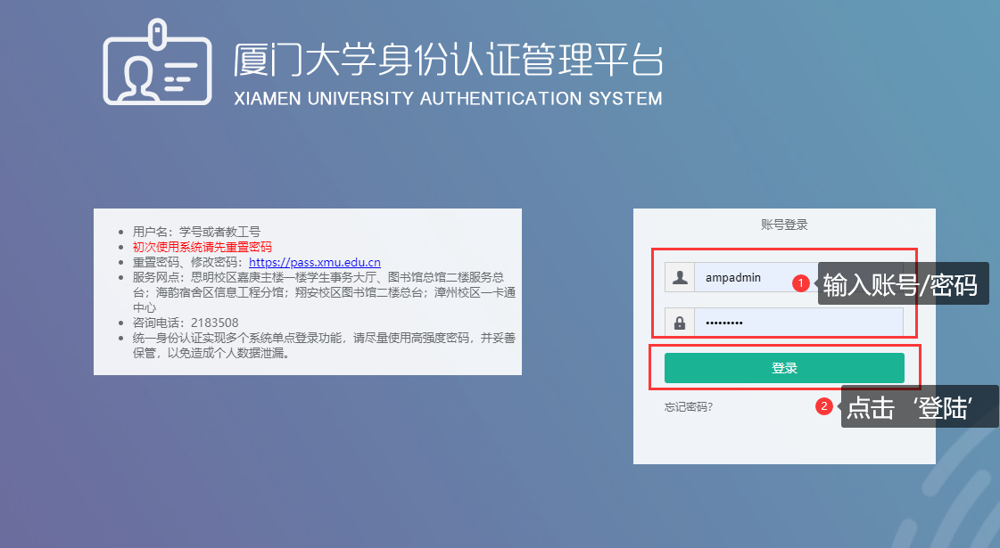 厦门大学身份认证管理平台
XIAMEN UNIVERSITY AUTHENTICATION SYSTEM
用户名：学号或者教工号
初次使用系统请先重置密码
重置密码、修改密码：https://pass.xmu.edu.cn
服务网点：思明校区嘉庚主楼一楼学生事务大厅、图书馆总馆二楼服务总
台；海韵宿舍区信息工程分馆；翔安校区图书馆二楼总台；漳州校区一卡通
中心
咨询电话：2183508
统一身份认证实现多个系统单点登录功能，请尽量使用高强度密码，并妥善
保管，以免造成个人数据泄漏。
账号登录
ampadmin
1 输入账号/密码
•••••••••
登录
忘记密码?
2 点击‘登陆’